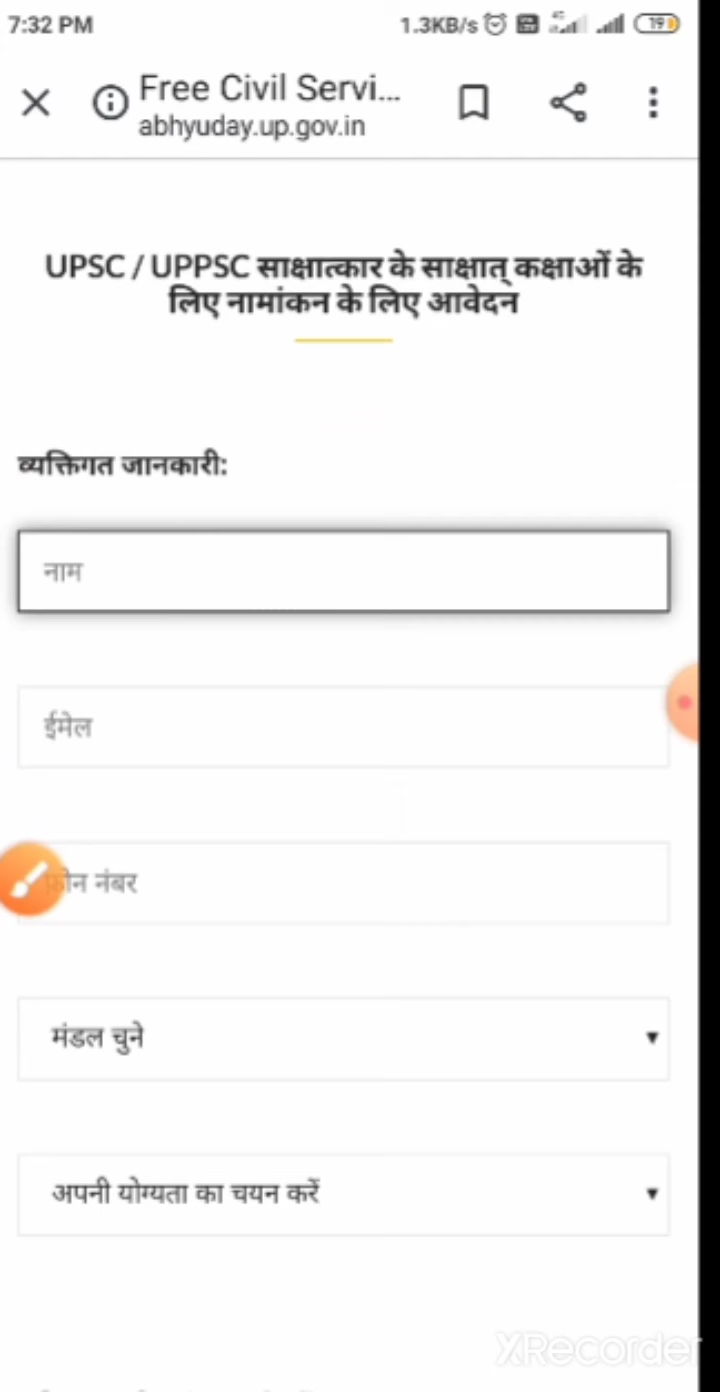 7:32 PM
1.3KB/s
4G
19
Free Civil Servi...
abhyuday.up.gov.in
UPSC / UPPSC साक्षात्कार के साक्षात् कक्षाओं के
लिए नामांकन के लिए आवेदन
व्यक्तिगत जानकारी:
नाम
ईमेल
फ़ोन नंबर
मंडल चुने
अपनी योग्यता का चयन करें
XRecorder